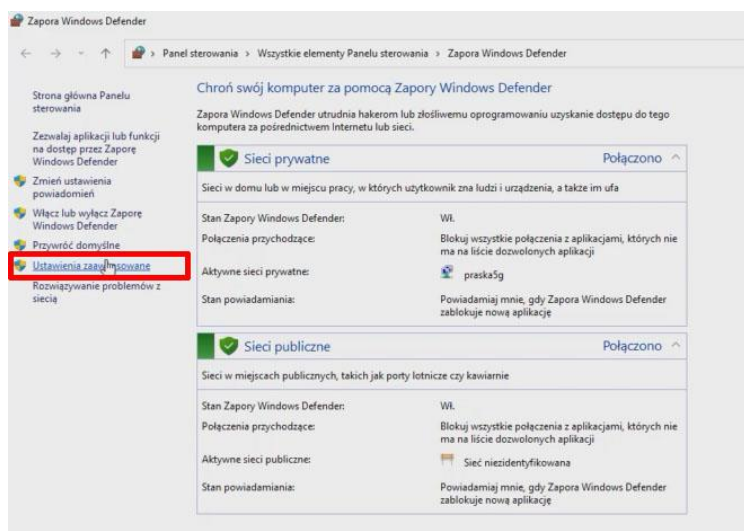 Zapora Windows Defender
Panel sterowania > Wszystkie elementy Panelu sterowania > Zapora Windows Defender
Strona główna Panelu
sterowania
Zezwalaj aplikacji lub funkcji
na dostęp przez Zaporę
Windows Defender
Zmień ustawienia
powiadomień
Włącz lub wyłącz Zaporę
Windows Defender
Przywróć domyślne
Ustawienia zaawansowane
Rozwiązywanie problemów z
siecią
Chroń swój komputer za pomocą Zapory Windows Defender
Zapora Windows Defender utrudnia hakerom lub złośliwemu oprogramowaniu uzyskanie dostępu do tego
komputera za pośrednictwem Internetu lub sieci.
Sieci prywatne Połączono
Sieci w domu lub w miejscu pracy, w których użytkownik zna ludzi i urządzenia, a także im ufa
Stan Zapory Windows Defender: Wł.
Połączenia przychodzące: Blokuj wszystkie połączenia z aplikacjami, których nie
ma na liście dozwolonych aplikacji
Aktywne sieci prywatne: praska5g
Stan powiadamiania: Powiadamiaj mnie, gdy Zapora Windows Defender
zablokuje nową aplikację
Sieci publiczne Połączono
Sieci w miejscach publicznych, takich jak porty lotnicze czy kawiarnie
Stan Zapory Windows Defender: Wł.
Połączenia przychodzące: Blokuj wszystkie połączenia z aplikacjami, których nie
ma na liście dozwolonych aplikacji
Aktywne sieci publiczne: Sieć niezidentyfikowana
Stan powiadamiania: Powiadamiaj mnie, gdy Zapora Windows Defender
zablokuje nową aplikację